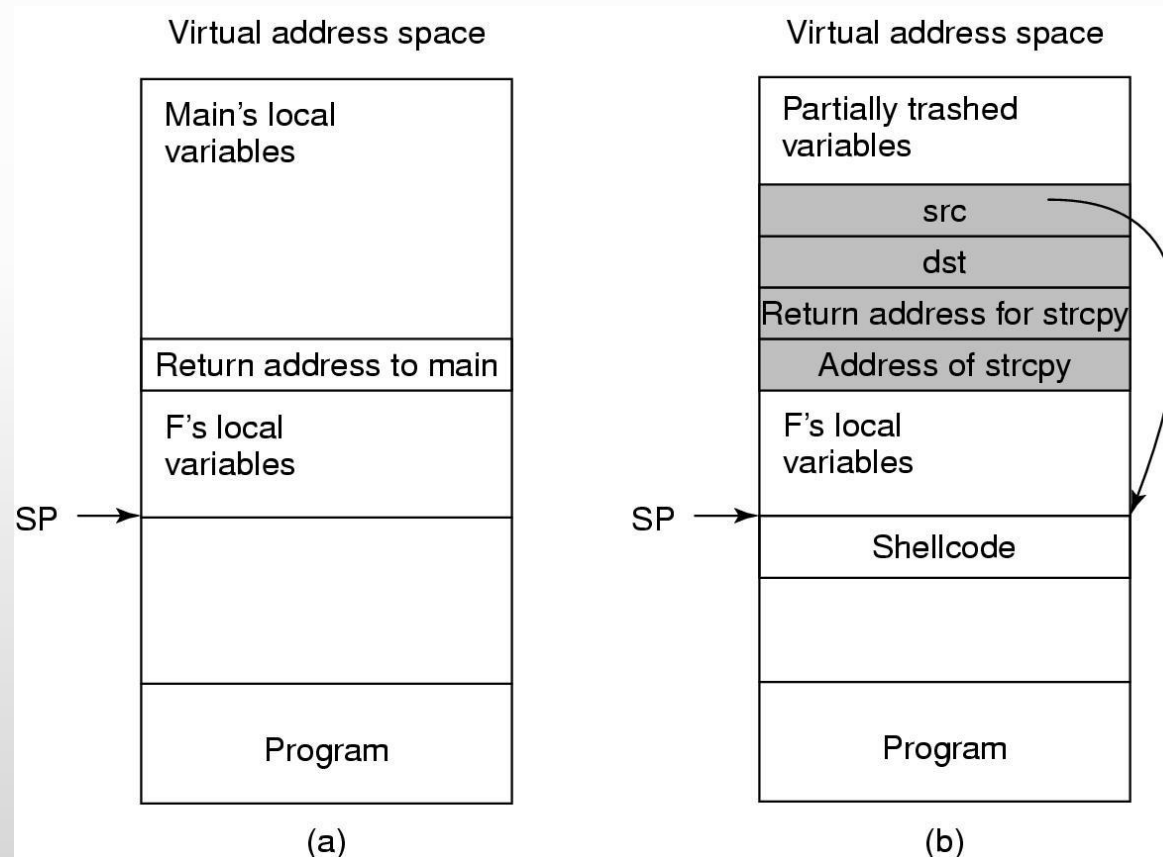 Virtual address space
Main's local
variables
Return address to main
F's local
variables
SP
Program
(a)
Virtual address space
Partially trashed
variables
src
dst
Return address for strcpy
Address of strcpy
F's local
variables
SP
Shellcode
Program
(b)